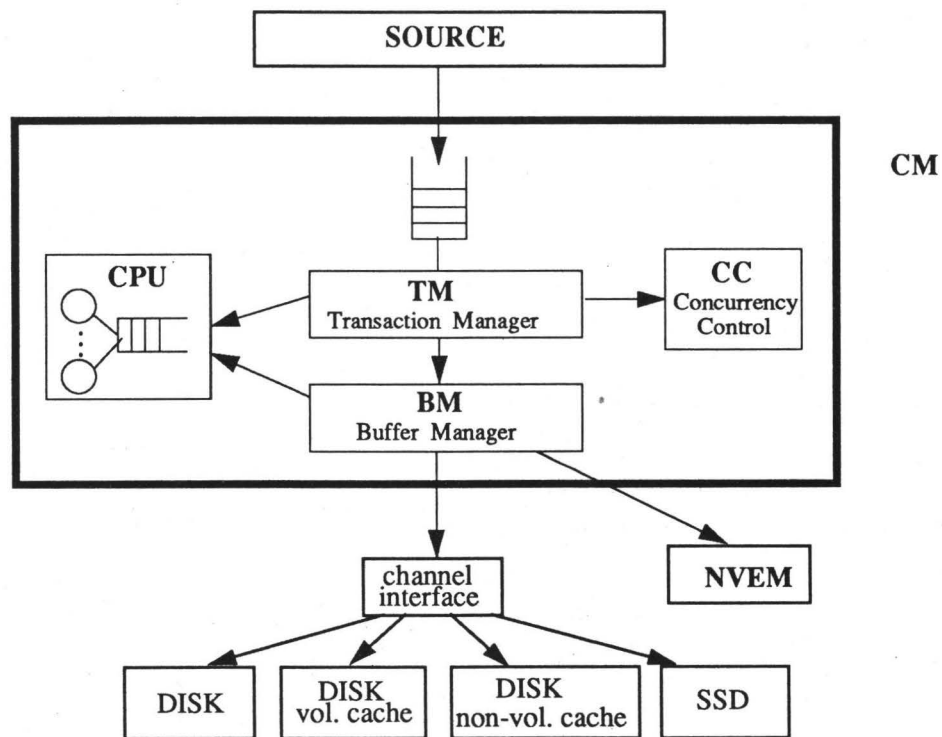 SOURCE
CM
CPU
TM
Transaction Manager
CC
Concurrency
Control
BM
Buffer Manager
channel
interface
NVEM
DISK
DISK
vol. cache
DISK
non-vol. cache
SSD